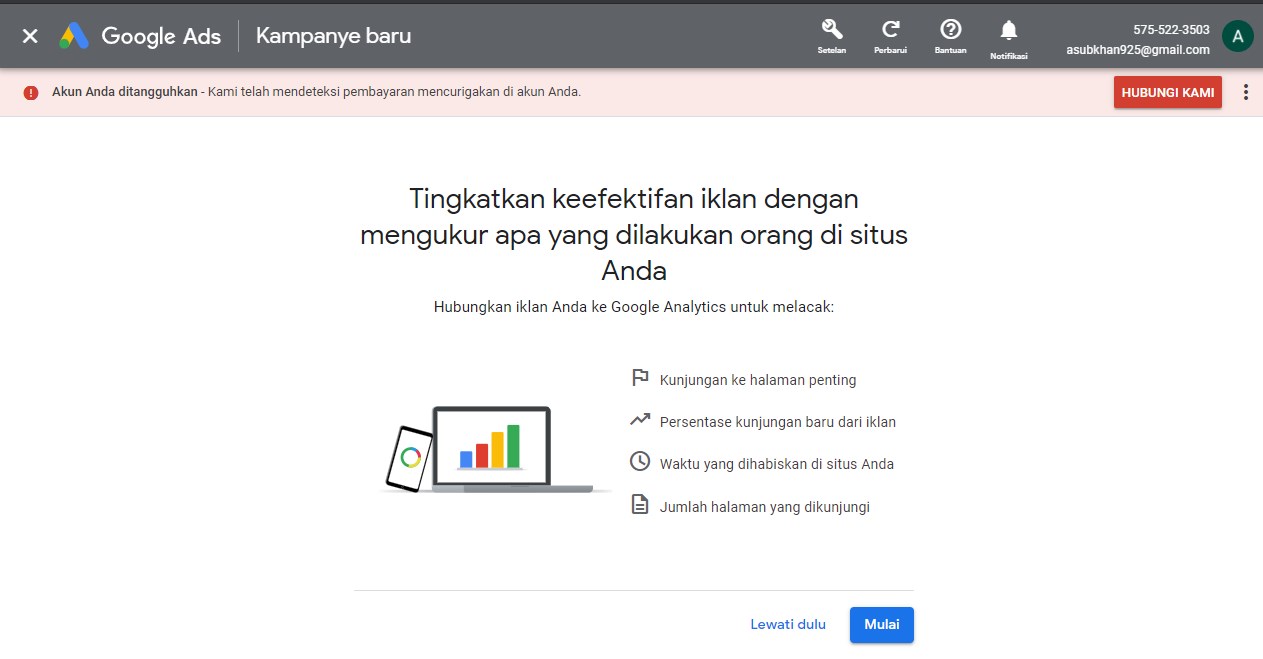 Google Ads
Kampanye baru
Setelan
Perbarui
Bantuan
Notifikasi
575-522-3503
asubkhan925@gmail.com
A
Akun Anda ditangguhkan - Kami telah mendeteksi pembayaran mencurigakan di akun Anda.
HUBUNGI KAMI
Tingkatkan keefektifan iklan dengan
mengukur apa yang dilakukan orang di situs
Anda
Hubungkan iklan Anda ke Google Analytics untuk melacak:
Kunjungan ke halaman penting
Persentase kunjungan baru dari iklan
Waktu yang dihabiskan di situs Anda
Jumlah halaman yang dikunjungi
Lewati dulu
Mulai